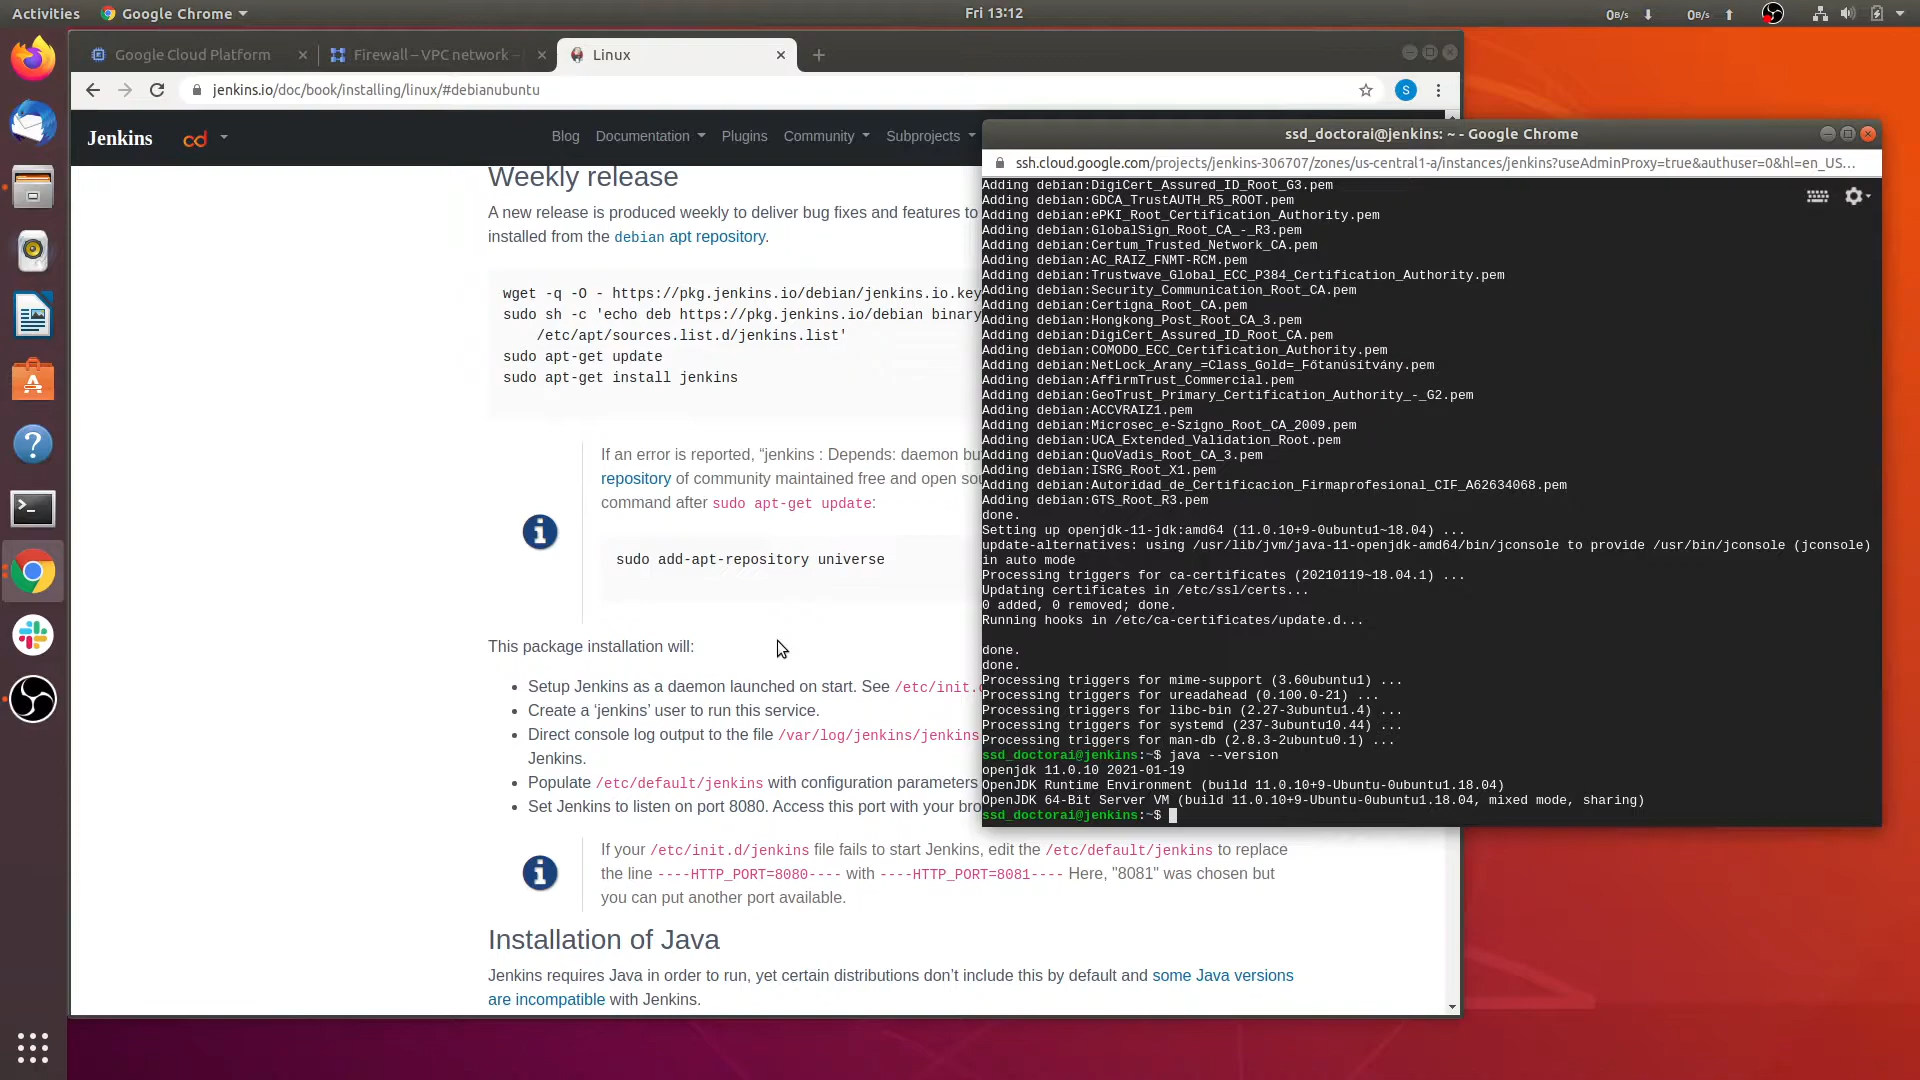 Activities
Google Chrome
Fri 13:12
0B/s
0B/s
Google Cloud Platform
Firewall – VPC network –
Linux
jenkins.io/doc/book/installing/linux/#debianubuntu
S
Jenkins
cd
Blog
Documentation
Plugins
Community
Subprojects
Weekly release
A new release is produced weekly to deliver bug fixes and features to
installed from the debian apt repository.
wget -q -O - https://pkg.jenkins.io/debian/jenkins.io.key
sudo sh -c 'echo deb https://pkg.jenkins.io/debian binary
/etc/apt/sources.list.d/jenkins.list'
sudo apt-get update
sudo apt-get install jenkins
If an error is reported, “jenkins : Depends: daemon bu
repository of community maintained free and open sou
command after sudo apt-get update:
sudo add-apt-repository universe
This package installation will:
Setup Jenkins as a daemon launched on start. See /etc/init.d
Create a ‘jenkins’ user to run this service.
Direct console log output to the file /var/log/jenkins/jenkins
Jenkins.
Populate /etc/default/jenkins with configuration parameters
Set Jenkins to listen on port 8080. Access this port with your bro
If your /etc/init.d/jenkins file fails to start Jenkins, edit the /etc/default/jenkins to replace
the line ----HTTP_PORT=8080---- with ----HTTP_PORT=8081---- Here, "8081" was chosen but
you can put another port available.
Installation of Java
Jenkins requires Java in order to run, yet certain distributions don’t include this by default and some Java versions
are incompatible with Jenkins.
ssd_doctorai@jenkins: ~ - Google Chrome
ssh.cloud.google.com/projects/jenkins-306707/zones/us-central1-a/instances/jenkins?useAdminProxy=true&authuser=0&hl=en_US…
Adding debian:DigiCert_Assured_ID_Root_G3.pem
Adding debian:GDCA_TrustAUTH_R5_ROOT.pem
Adding debian:ePKI_Root_Certification_Authority.pem
Adding debian:GlobalSign_Root_CA_-_R3.pem
Adding debian:Certum_Trusted_Network_CA.pem
Adding debian:AC_RAIZ_FNMT-RCM.pem
Adding debian:Trustwave_Global_ECC_P384_Certification_Authority.pem
Adding debian:Security_Communication_Root_CA.pem
Adding debian:Certigna_Root_CA.pem
Adding debian:Hongkong_Post_Root_CA_3.pem
Adding debian:DigiCert_Assured_ID_Root_CA.pem
Adding debian:COMODO_ECC_Certification_Authority.pem
Adding debian:NetLock_Arany_=Class_Gold=_Főtanúsítvány.pem
Adding debian:AffirmTrust_Commercial.pem
Adding debian:GeoTrust_Primary_Certification_Authority_-_G2.pem
Adding debian:ACCVRAIZ1.pem
Adding debian:Microsec_e-Szigno_Root_CA_2009.pem
Adding debian:UCA_Extended_Validation_Root.pem
Adding debian:QuoVadis_Root_CA_3.pem
Adding debian:ISRG_Root_X1.pem
Adding debian:Autoridad_de_Certificacion_Firmaprofesional_CIF_A62634068.pem
Adding debian:GTS_Root_R3.pem
done.
Setting up openjdk-11-jdk:amd64 (11.0.10+9-0ubuntu1~18.04) ...
update-alternatives: using /usr/lib/jvm/java-11-openjdk-amd64/bin/jconsole to provide /usr/bin/jconsole (jconsole)
in auto mode
Processing triggers for ca-certificates (20210119~18.04.1) ...
Updating certificates in /etc/ssl/certs...
0 added, 0 removed; done.
Running hooks in /etc/ca-certificates/update.d...
done.
done.
Processing triggers for mime-support (3.60ubuntu1) ...
Processing triggers for ureadahead (0.100.0-21) ...
Processing triggers for libc-bin (2.27-3ubuntu1.4) ...
Processing triggers for systemd (237-3ubuntu10.44) ...
Processing triggers for man-db (2.8.3-2ubuntu0.1) ...
ssd_doctorai@jenkins:~$ java --version
openjdk 11.0.10 2021-01-19
OpenJDK Runtime Environment (build 11.0.10+9-Ubuntu-0ubuntu1.18.04)
OpenJDK 64-Bit Server VM (build 11.0.10+9-Ubuntu-0ubuntu1.18.04, mixed mode, sharing)
ssd_doctorai@jenkins:~$